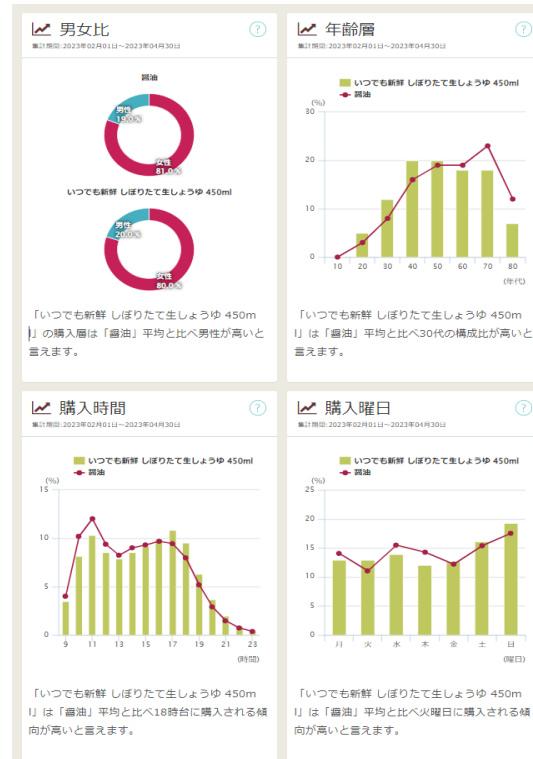 男女比
?
集計期間:2023年02月01日〜2023年04月30日
醤油
男性
19.0%
女性
81.0%
いつでも新鮮 しぼりたて生しょうゆ 450ml
男性
20.0%
女性
80.0%
「いつでも新鮮 しぼりたて生しょうゆ 450m
l」の購入層は「醤油」平均と比べ男性が高いと
言えます。
年齢層
?
集計期間:2023年02月01日〜2023年04月30日
いつでも新鮮 しぼりたて生しょうゆ 450ml
醤油
(%)
30
20
10
0
10 20 30 40 50 60 70 80
(年代)
「いつでも新鮮 しぼりたて生しょうゆ 450m
l」は「醤油」平均と比べ30代の構成比が高いと
言えます。
購入時間
?
集計期間:2023年02月01日〜2023年04月30日
いつでも新鮮 しぼりたて生しょうゆ 450ml
醤油
(%)
15
10
5
0
9 11 13 15 17 19 21 23
(時間)
「いつでも新鮮 しぼりたて生しょうゆ 450m
l」は「醤油」平均と比べ18時台に購入される傾
向が高いと言えます。
購入曜日
?
集計期間:2023年02月01日〜2023年04月30日
いつでも新鮮 しぼりたて生しょうゆ 450ml
醤油
(%)
25
20
15
10
5
0
月 火 水 木 金 土 日
(曜日)
「いつでも新鮮 しぼりたて生しょうゆ 450m
l」は「醤油」平均と比べ火曜日に購入される傾
向が高いと言えます。